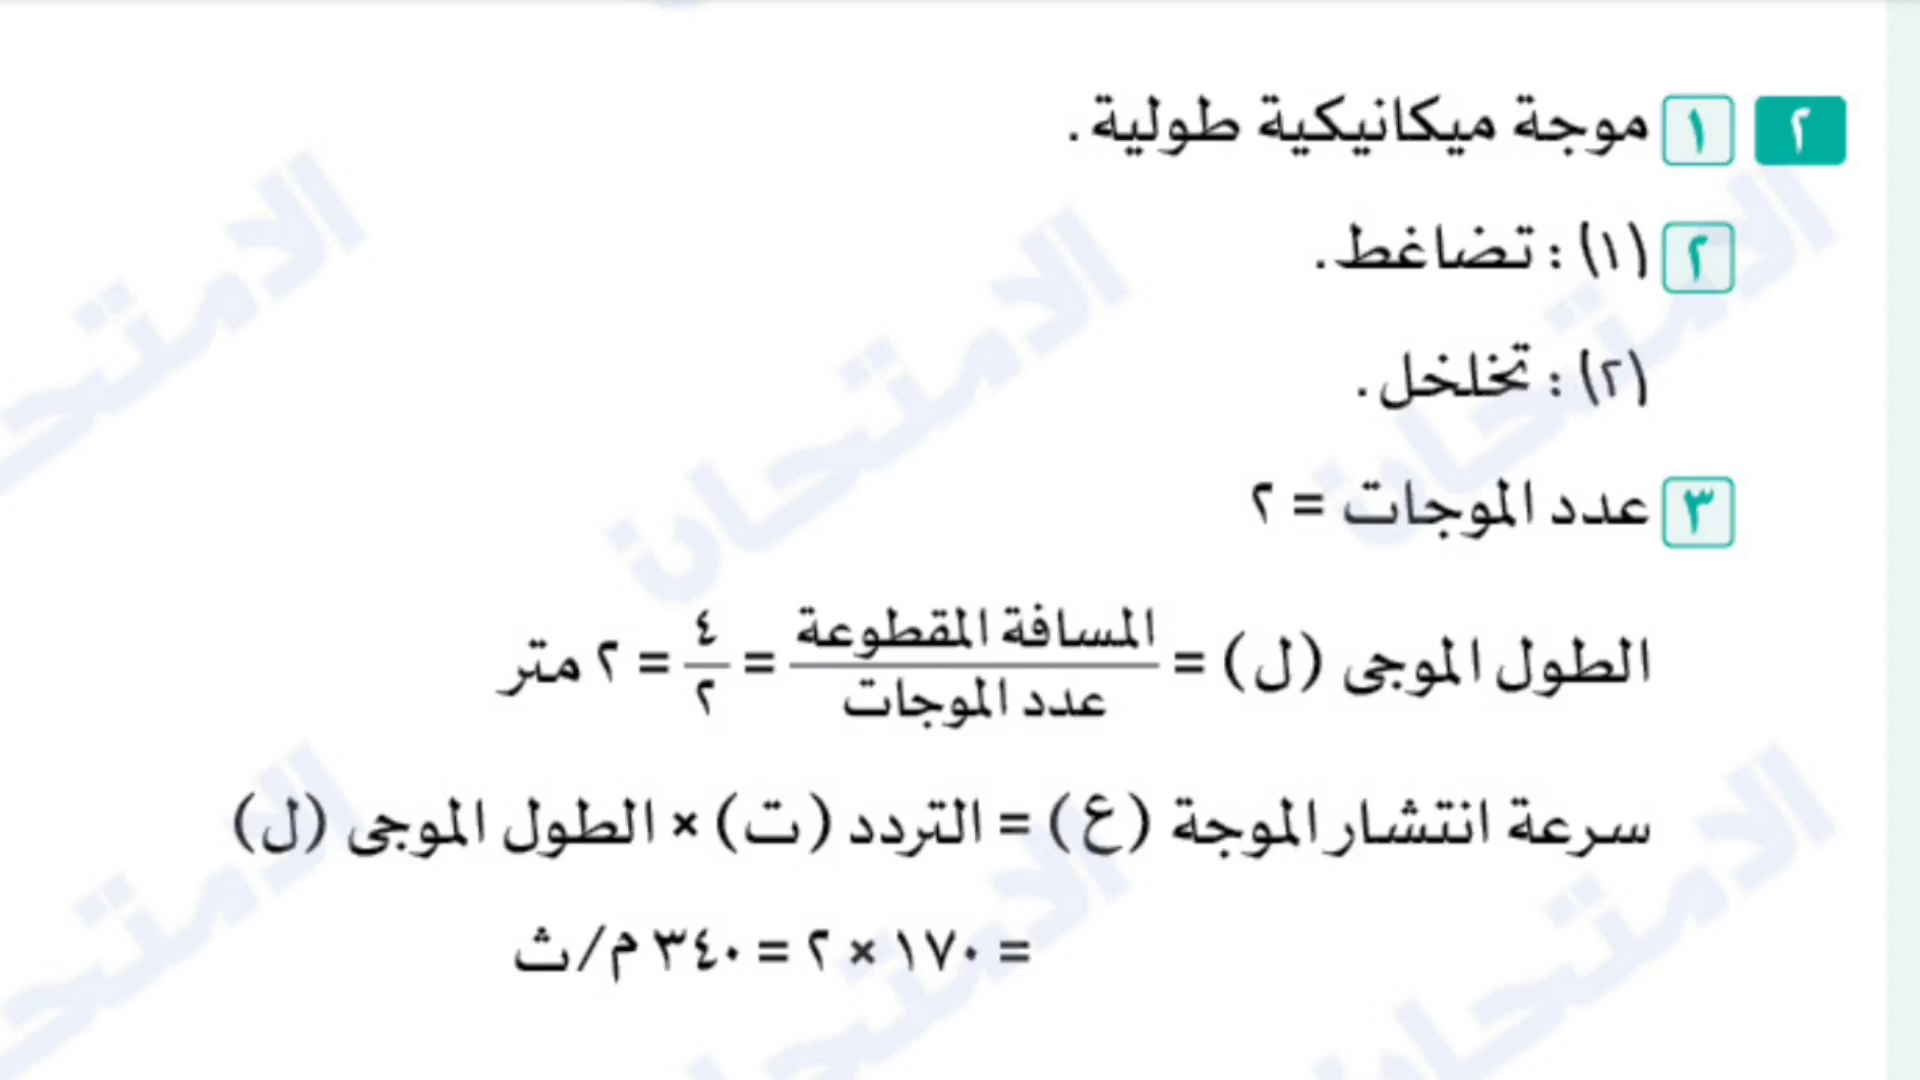 ٢ ١ موجة ميكانيكية طولية.
٢ (١) : تضاغط.
(٢) : تخلخل.
٣ عدد الموجات = ٢
الطول الموجى (ل) = المسافة المقطوعة / عدد الموجات = ٤ / ٢ = ٢ متر
سرعة انتشار الموجة (ع) = التردد (ت) × الطول الموجى (ل)
= ١٧٠ × ٢ = ٣٤٠ م/ث
الامتحان